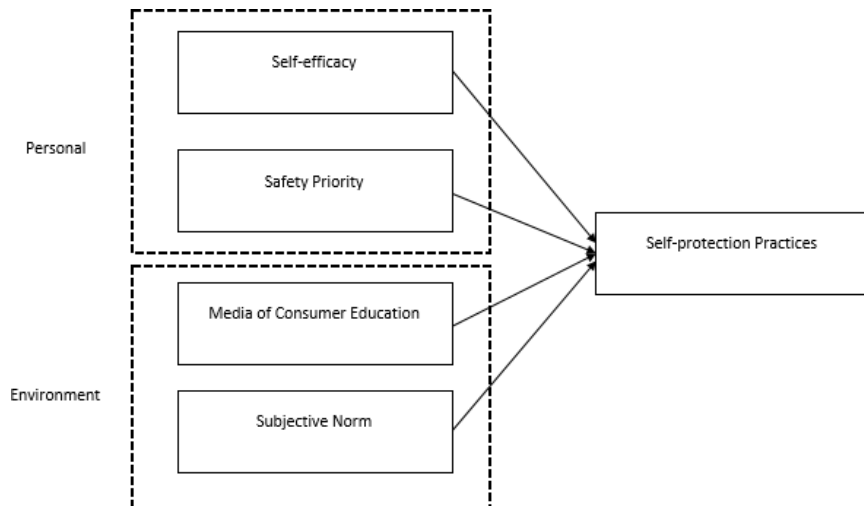 Self-efficacy
Personal
Safety Priority
Self-protection Practices
Media of Consumer Education
Environment
Subjective Norm